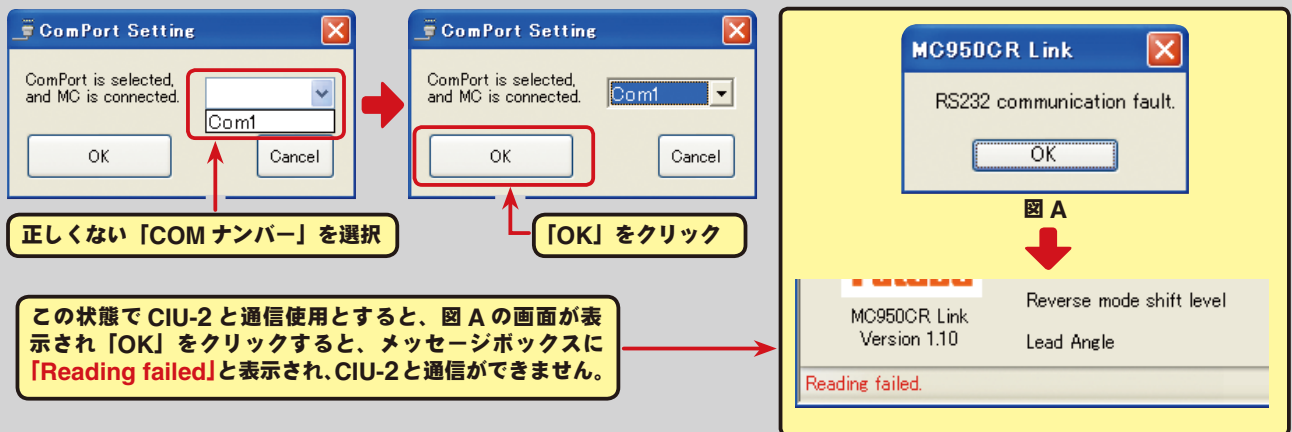 ComPort Setting
ComPort is selected,
and MC is connected.
Com1
OK
Cancel
正しくない「COM ナンバー」を選択
ComPort Setting
ComPort is selected,
and MC is connected.
Com1
OK
Cancel
「OK」をクリック
MC950CR Link
RS232 communication fault.
OK
図 A
この状態で CIU-2 と通信使用とすると、図 A の画面が表
示され「OK」をクリックすると、メッセージボックスに
「Reading failed」と表示され、CIU-2と通信ができません。
MC950CR Link
Version 1.10
Reverse mode shift level
Lead Angle
Reading failed.